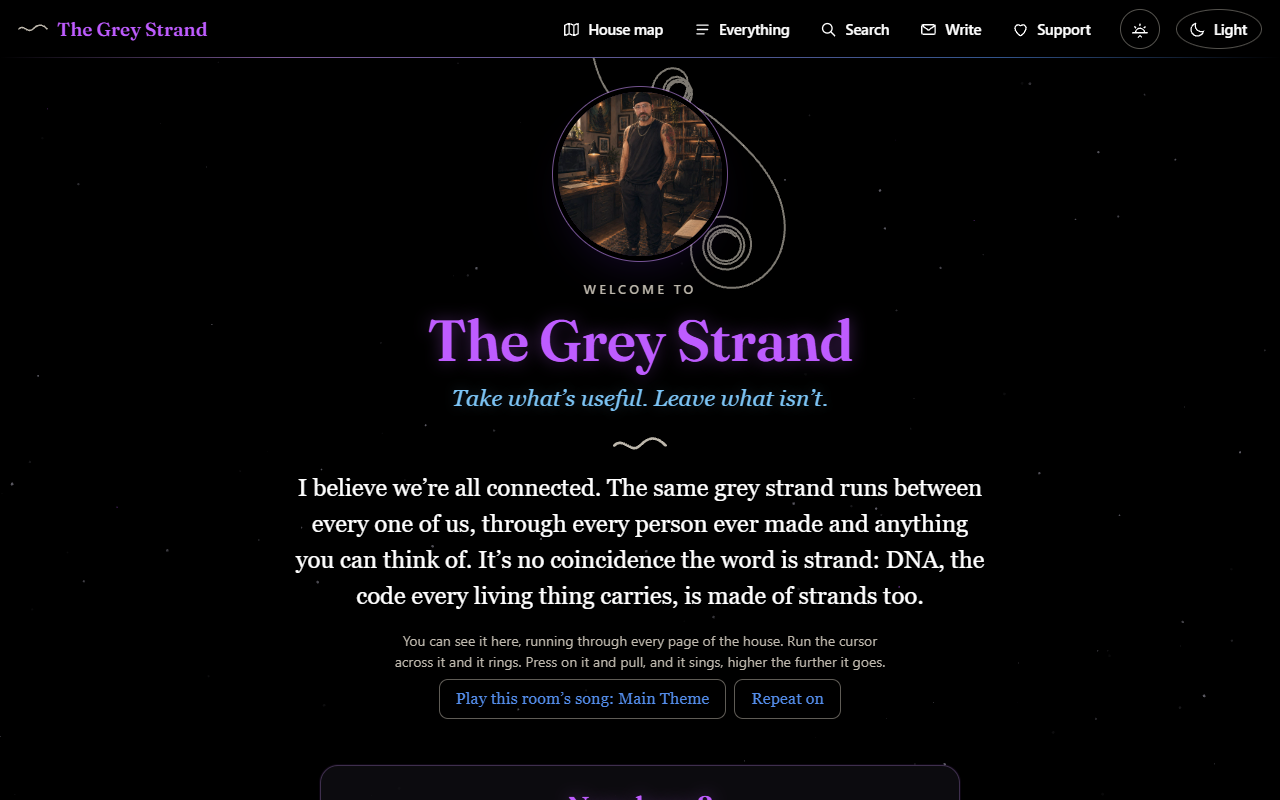 The Grey Strand
House map
Everything
Search
Write
Support
Light
WELCOME TO
The Grey Strand
Take what’s useful. Leave what isn’t.
I believe we’re all connected. The same grey strand runs between
every one of us, through every person ever made and anything
you can think of. It’s no coincidence the word is strand: DNA, the
code every living thing carries, is made of strands too.
You can see it here, running through every page of the house. Run the cursor
across it and it rings. Press on it and pull, and it sings, higher the further it goes.
Play this room’s song: Main Theme
Repeat on